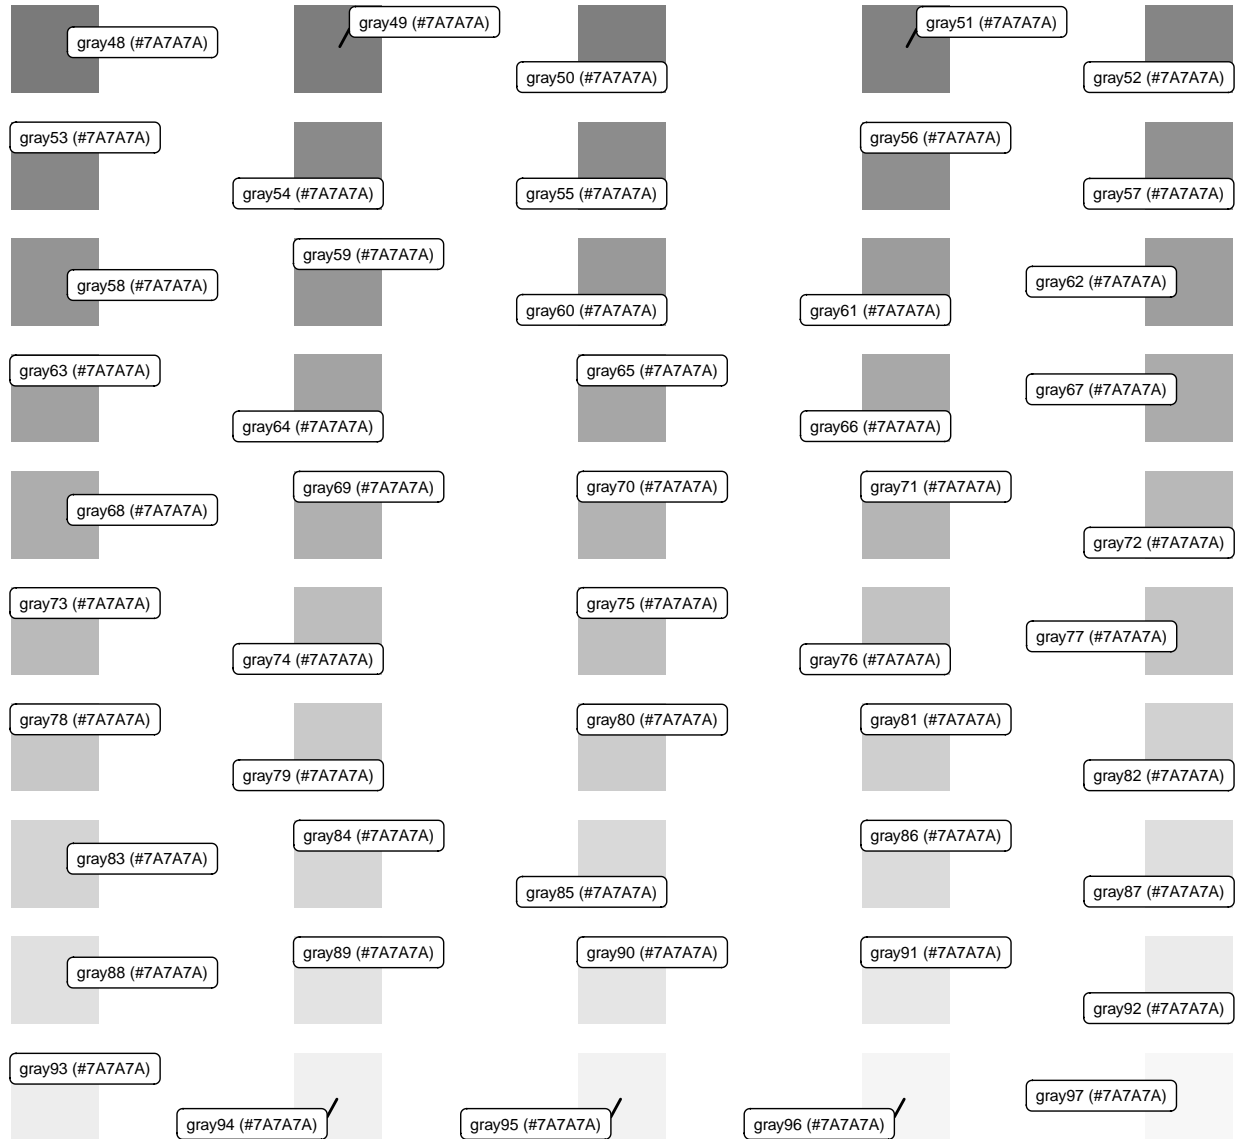 gray48 (#7A7A7A)
gray49 (#7A7A7A)
gray50 (#7A7A7A)
gray51 (#7A7A7A)
gray52 (#7A7A7A)
gray53 (#7A7A7A)
gray54 (#7A7A7A)
gray55 (#7A7A7A)
gray56 (#7A7A7A)
gray57 (#7A7A7A)
gray58 (#7A7A7A)
gray59 (#7A7A7A)
gray60 (#7A7A7A)
gray61 (#7A7A7A)
gray62 (#7A7A7A)
gray63 (#7A7A7A)
gray64 (#7A7A7A)
gray65 (#7A7A7A)
gray66 (#7A7A7A)
gray67 (#7A7A7A)
gray68 (#7A7A7A)
gray69 (#7A7A7A)
gray70 (#7A7A7A)
gray71 (#7A7A7A)
gray72 (#7A7A7A)
gray73 (#7A7A7A)
gray74 (#7A7A7A)
gray75 (#7A7A7A)
gray76 (#7A7A7A)
gray77 (#7A7A7A)
gray78 (#7A7A7A)
gray79 (#7A7A7A)
gray80 (#7A7A7A)
gray81 (#7A7A7A)
gray82 (#7A7A7A)
gray83 (#7A7A7A)
gray84 (#7A7A7A)
gray85 (#7A7A7A)
gray86 (#7A7A7A)
gray87 (#7A7A7A)
gray88 (#7A7A7A)
gray89 (#7A7A7A)
gray90 (#7A7A7A)
gray91 (#7A7A7A)
gray92 (#7A7A7A)
gray93 (#7A7A7A)
gray94 (#7A7A7A)
gray95 (#7A7A7A)
gray96 (#7A7A7A)
gray97 (#7A7A7A)